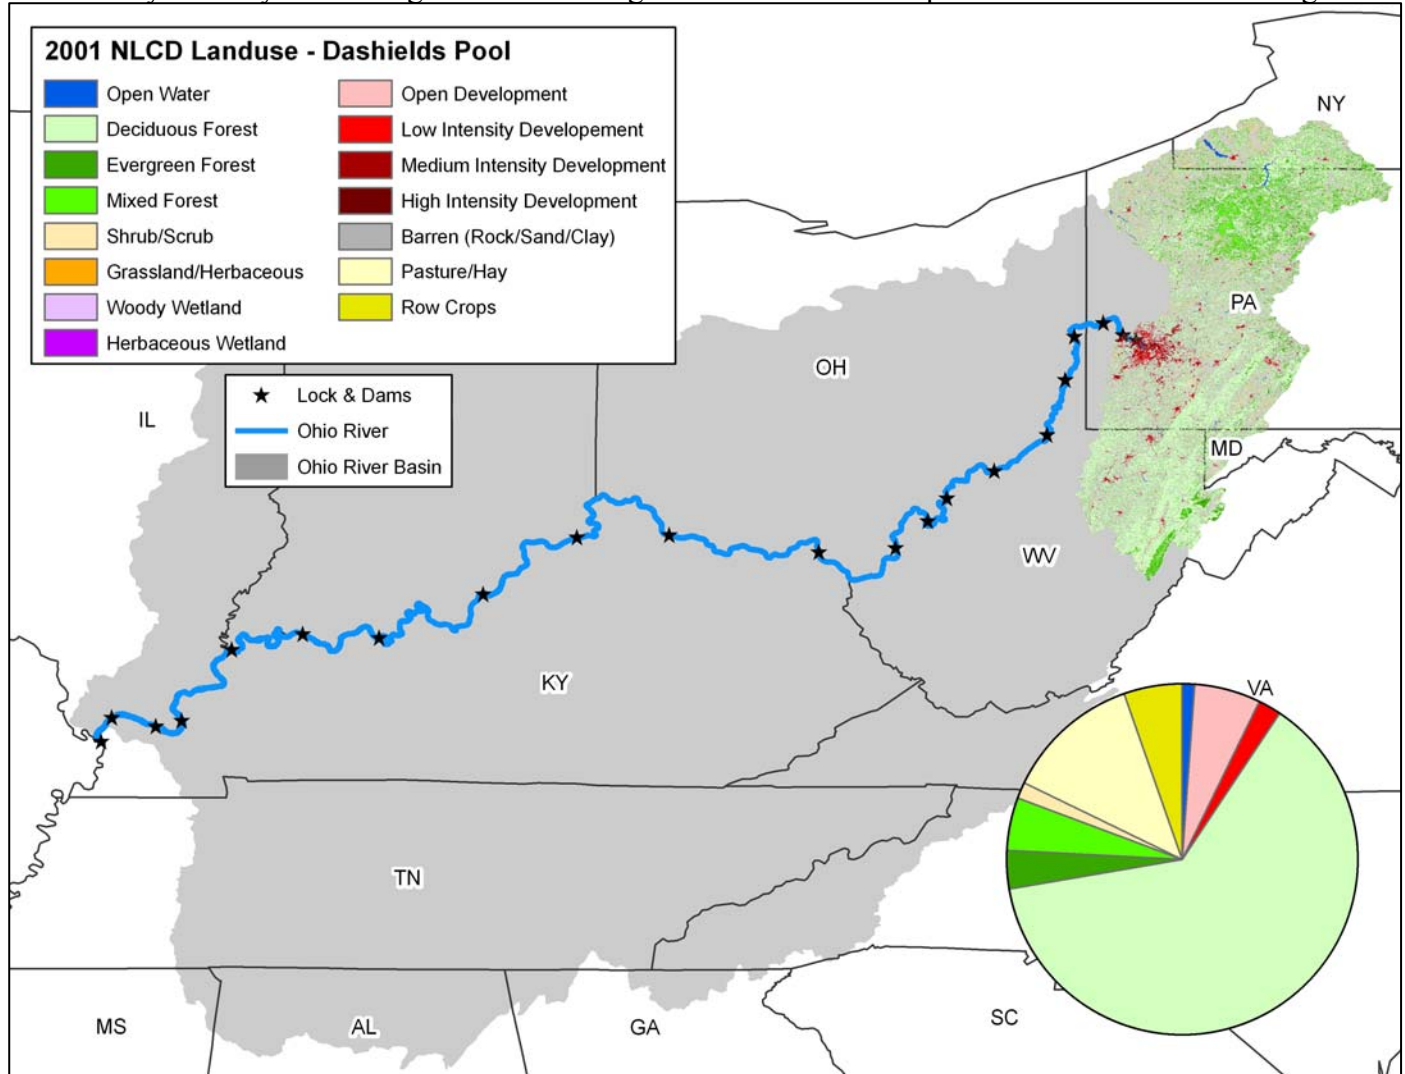 2001 NLCD Landuse - Dashields Pool
Open Water
Deciduous Forest
Evergreen Forest
Mixed Forest
Shrub/Scrub
Grassland/Herbaceous
Woody Wetland
Herbaceous Wetland
Open Development
Low Intensity Developement
Medium Intensity Development
High Intensity Development
Barren (Rock/Sand/Clay)
Pasture/Hay
Row Crops
Lock & Dams
Ohio River
Ohio River Basin
NY
PA
OH
IL
MD
WV
KY
VA
TN
MS
AL
GA
SC